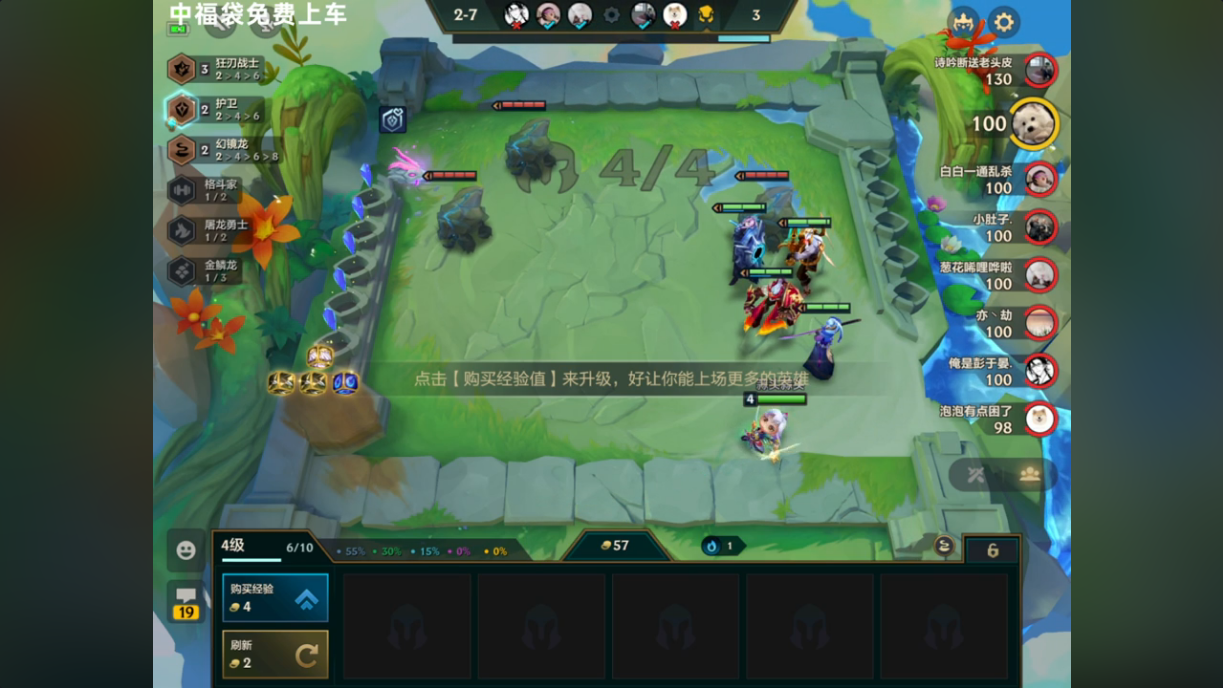 中福袋免费上车
2-7
3
3 狂刃战士
2 > 4 > 6
2 护卫
2 > 4 > 6
2 幻镜龙
2 > 4 > 6 > 8
格斗家
1 / 2
屠龙勇士
1 / 2
金鳞龙
1 / 3
4/4
诗吟断送老头皮
130
100
白白一通乱杀
100
小肚子.
100
葱花唏哩哗啦
100
亦丶劫
100
俺是彭于晏.
100
泡泡有点困了
98
点击【购买经验值】来升级，好让你能上场更多的英雄
4
4级
6/10
55% 30% 15% 0% 0%
57
1
6
购买经验
4
刷新
2
19